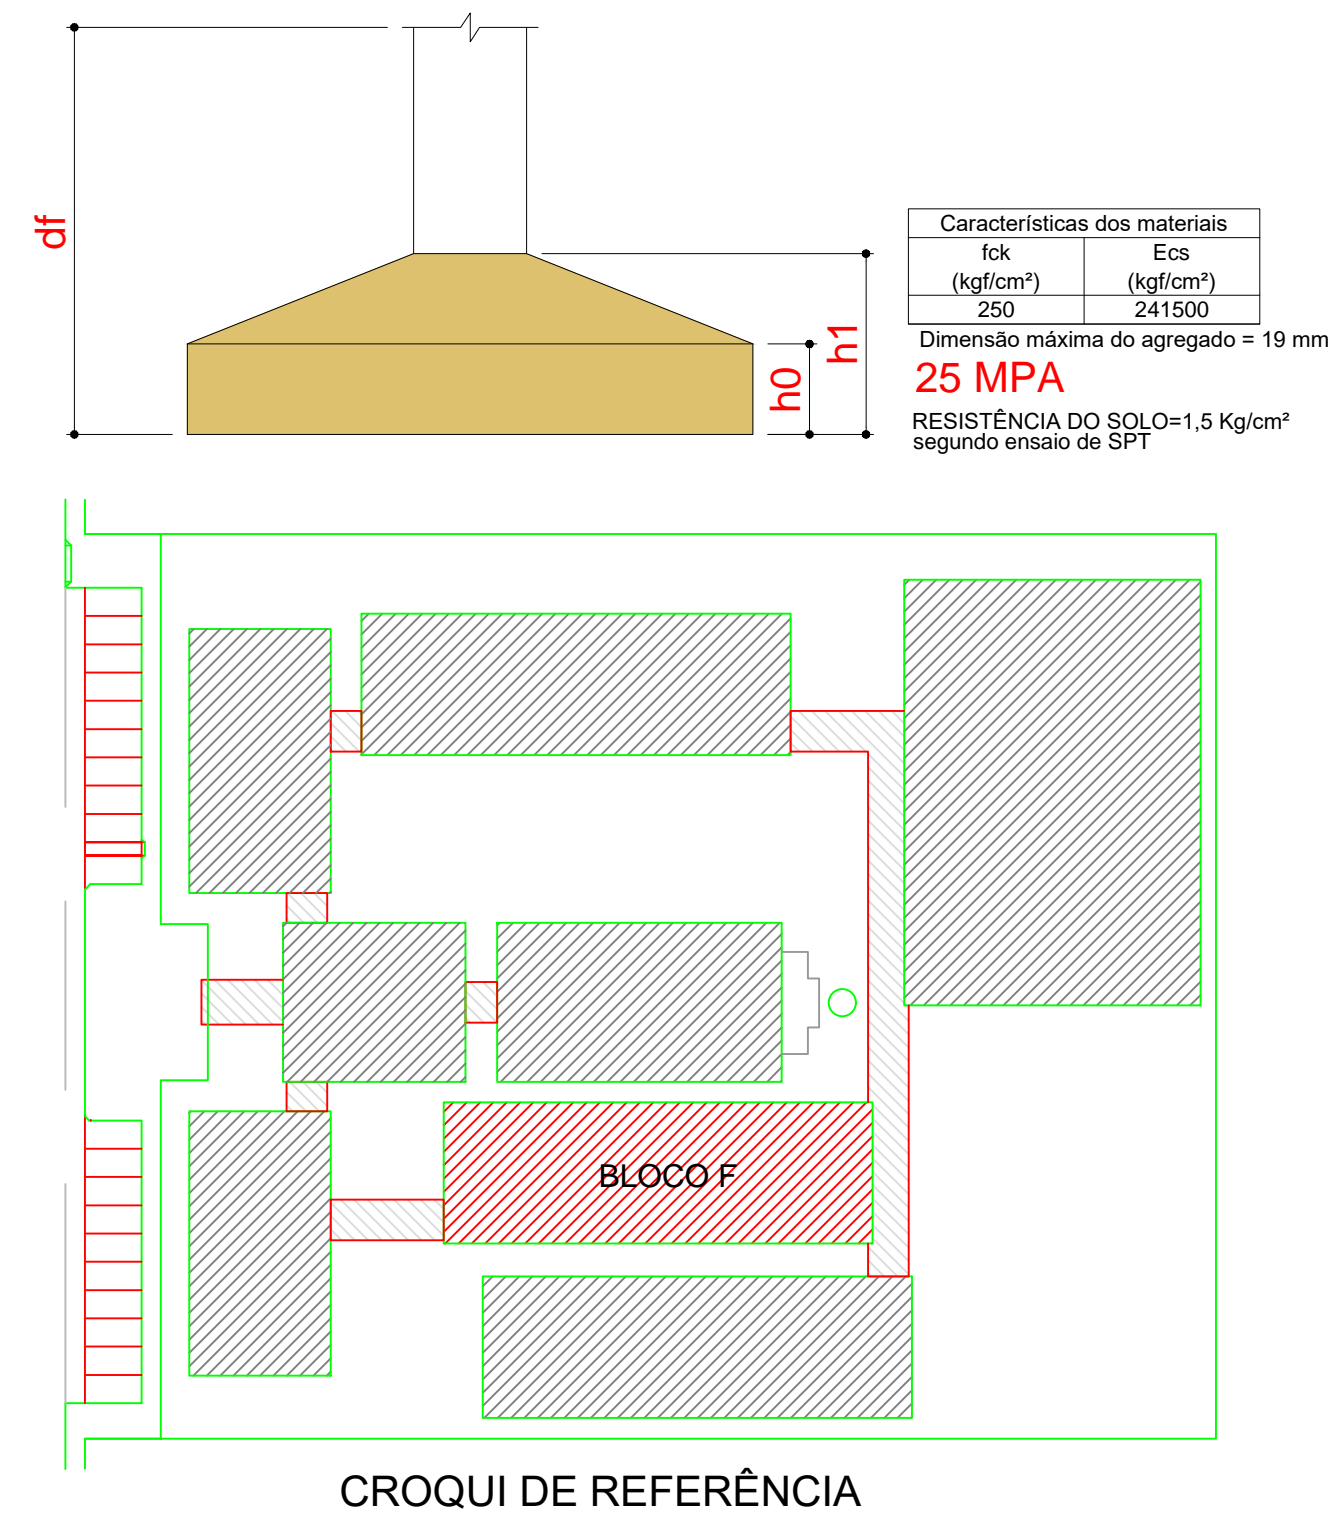 df
h0
h1
Características dos materiais
fck
(kgf/cm²)
Ecs
(kgf/cm²)
250
241500
Dimensão máxima do agregado = 19 mm
25 MPA
RESISTÊNCIA DO SOLO=1,5 Kg/cm²
segundo ensaio de SPT
BLOCO F
CROQUI DE REFERÊNCIA